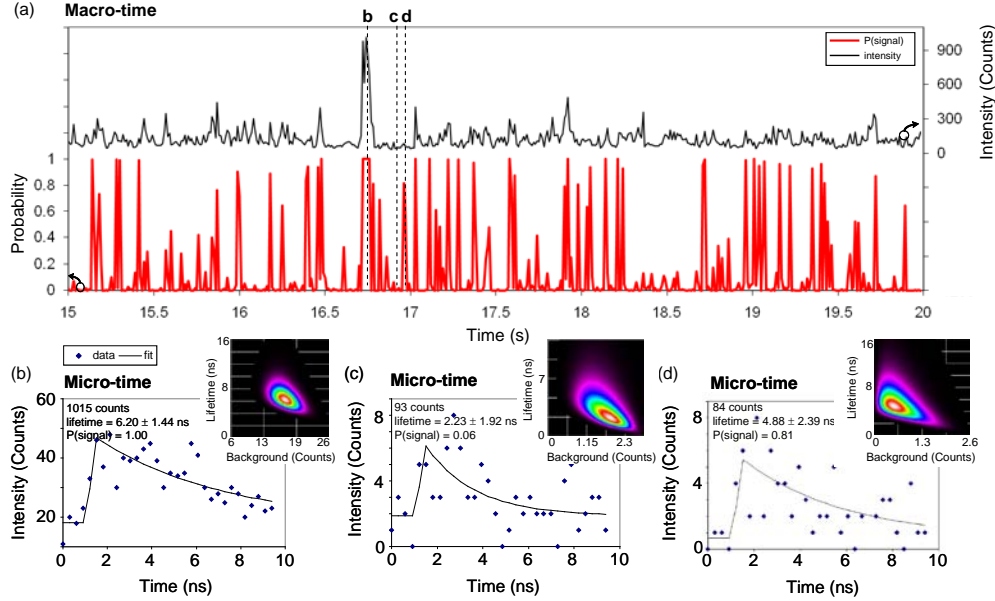 (a)
Macro-time
b c d
P(signal)
intensity
900
600
300
0
Intensity (Counts)
Probability
1
0.8
0.6
0.4
0.2
0
15 15.5 16 16.5 17 17.5 18 18.5 19 19.5 20
Time (s)
data fit
(b)
Micro-time
1015 counts
lifetime = 6.20 ± 1.44 ns
P(signal) = 1.00
Intensity (Counts)
60
40
20
0 2 4 6 8 10
Time (ns)
Lifetime (ns)
16
12
8
4
0
6 13 16 26
Background (Counts)
(c)
Micro-time
93 counts
lifetime = 2.23 ± 1.92 ns
P(signal) = 0.06
Intensity (Counts)
8
4
0
0 2 4 6 8 10
Time (ns)
Lifetime (ns)
7
0
0 1.15 2.3
Background (Counts)
(d)
Micro-time
84 counts
lifetime = 4.88 ± 2.39 ns
P(signal) = 0.81
Intensity (Counts)
8
4
0
0 2 4 6 8 10
Time (ns)
Lifetime (ns)
16
12
8
4
0
0 1.3 2.6
Background (Counts)